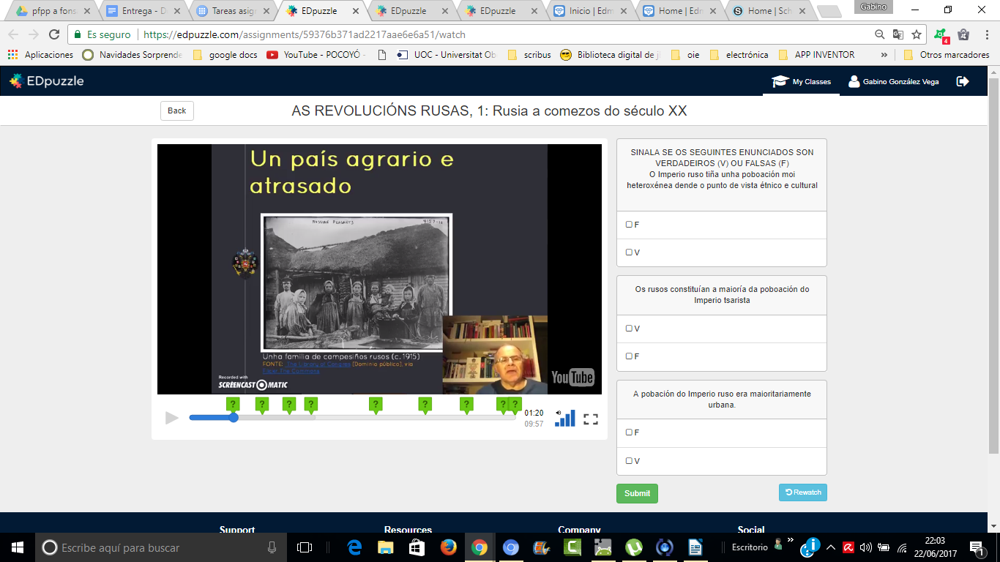 pfpp a fons
Entrega - D
Tareas asig
EDpuzzle
EDpuzzle
EDpuzzle
Inicio | Edm
Home | Edm
Home | Sch
Gabino
Es seguro
https://edpuzzle.com/assignments/59376b371ad2217aae6e6a51/watch
4
Aplicaciones
Navidades Sorprende
google docs
YouTube - POCOYÓ -
UOC - Universitat Ob
scribus
Biblioteca digital de jl
oie
electrónica
APP INVENTOR
»
Otros marcadores
EDpuzzle
My Classes
Gabino González Vega
Back
AS REVOLUCIÓNS RUSAS, 1: Rusia a comezos do século XX
Un país agrario e
atrasado
RUSSIAN PEASANTS
Unha familia de campesiños rusos (c. 1915)
FONTE: The Library of Congress [Dominio público], vía
Flickr The Commons
Recorded with
SCREENCAST-O-MATIC
YouTube
? ? ? ? ? ? ? ? ?
01:20
09:57
SINALA SE OS SEGUINTES ENUNCIADOS SON
VERDADEIROS (V) OU FALSAS (F)
O Imperio ruso tiña unha poboación moi
heteroxénea dende o punto de vista étnico e cultural
F
V
Os rusos constituían a maioría da poboación do
Imperio tsarista
V
F
A pobación do Imperio ruso era maioritariamente
urbana.
F
V
Submit
Rewatch
Support
Resources
Company
Social
Escribe aquí para buscar
Escritorio
»
22:03
22/06/2017
1